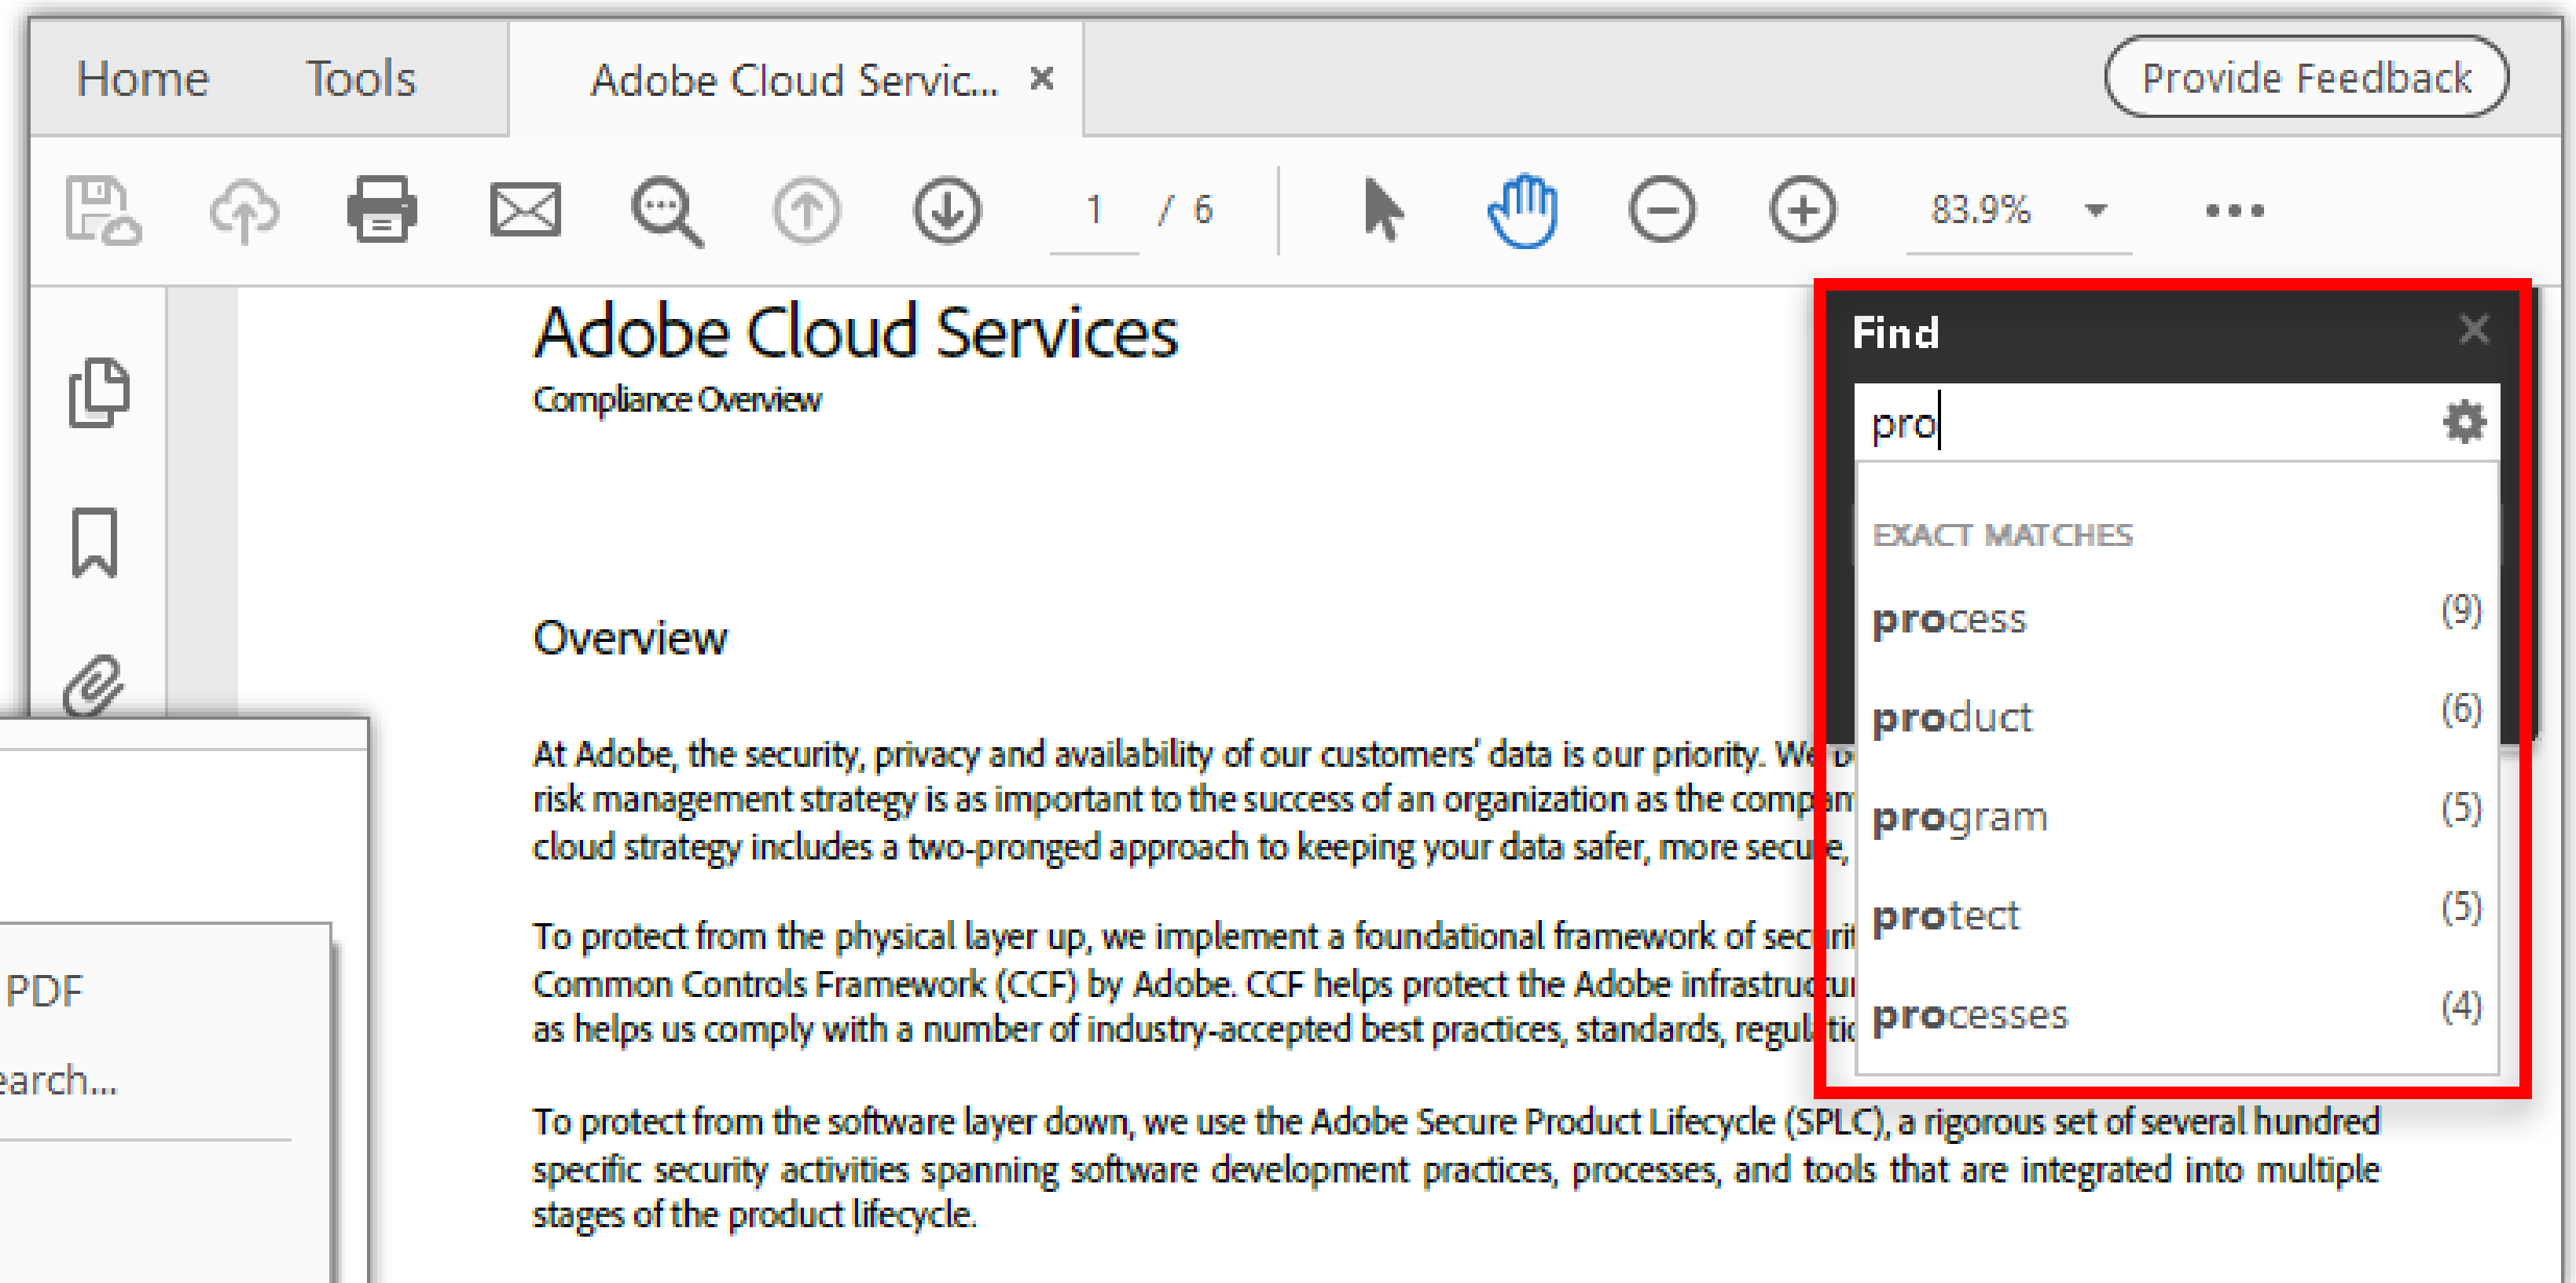 Home Tools Adobe Cloud Servic... × Provide Feedback
1 / 6 83.9%
Adobe Cloud Services
Compliance Overview
Overview
At Adobe, the security, privacy and availability of our customers' data is our priority. We
risk management strategy is as important to the success of an organization as the
cloud strategy includes a two-pronged approach to keeping your data safer, more secure,
To protect from the physical layer up, we implement a foundational framework of
Common Controls Framework (CCF) by Adobe. CCF helps protect the Adobe
as helps us comply with a number of industry-accepted best practices, standards,
To protect from the software layer down, we use the Adobe Secure Product Lifecycle (SPLC), a rigorous set of several hundred
specific security activities spanning software development practices, processes, and tools that are integrated into multiple
stages of the product lifecycle.
Find
pro
EXACT MATCHES
process (9)
product (6)
program (5)
protect (5)
processes (4)
PDF
earch...